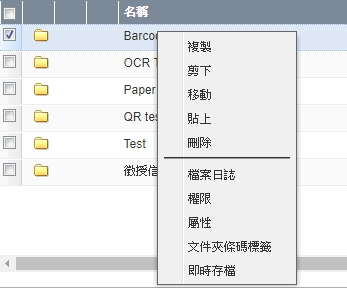 名稱
Barco
OCR T
Paper
QR tes
Test
徵授信
複製
剪下
移動
貼上
刪除
檔案日誌
權限
屬性
文件夾條碼標籤
即時存檔